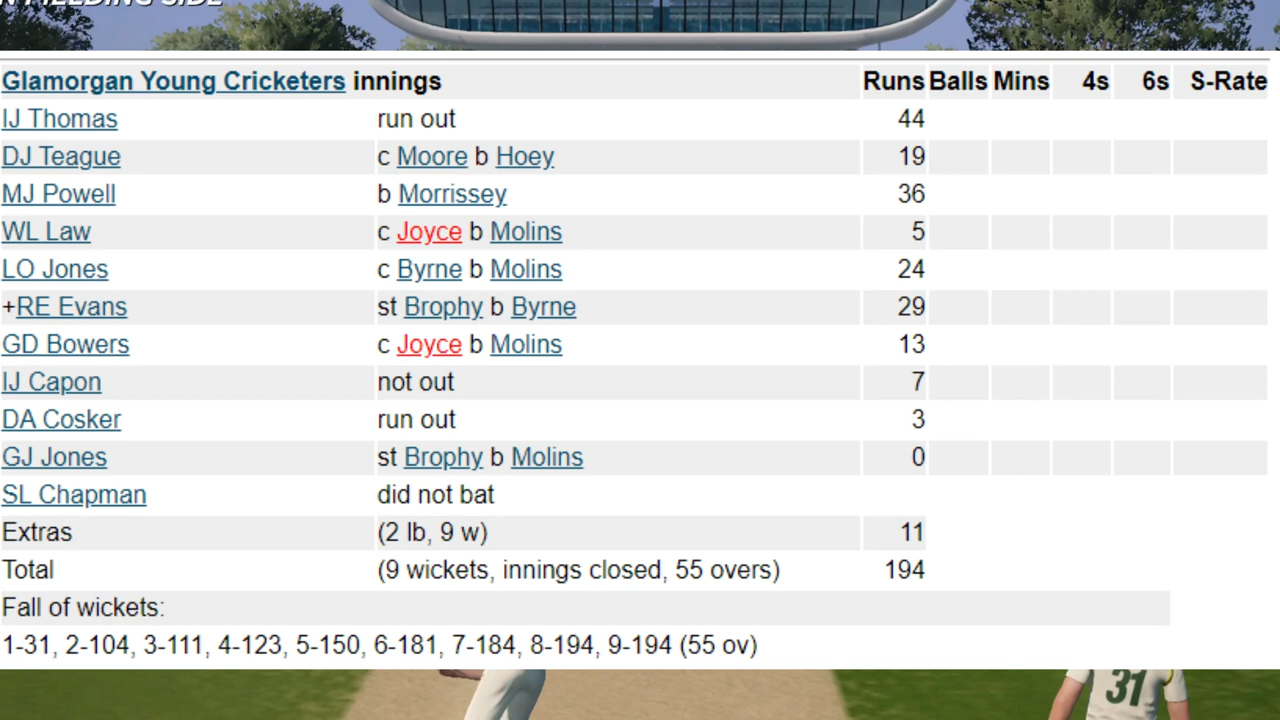 FIELDING SIDE
Glamorgan Young Cricketers innings Runs Balls Mins 4s 6s S-Rate
IJ Thomas run out 44
DJ Teague c Moore b Hoey 19
MJ Powell b Morrissey 36
WL Law c Joyce b Molins 5
LO Jones c Byrne b Molins 24
+RE Evans st Brophy b Byrne 29
GD Bowers c Joyce b Molins 13
IJ Capon not out 7
DA Cosker run out 3
GJ Jones st Brophy b Molins 0
SL Chapman did not bat
Extras (2 lb, 9 w) 11
Total (9 wickets, innings closed, 55 overs) 194
Fall of wickets:
1-31, 2-104, 3-111, 4-123, 5-150, 6-181, 7-184, 8-194, 9-194 (55 ov)
31